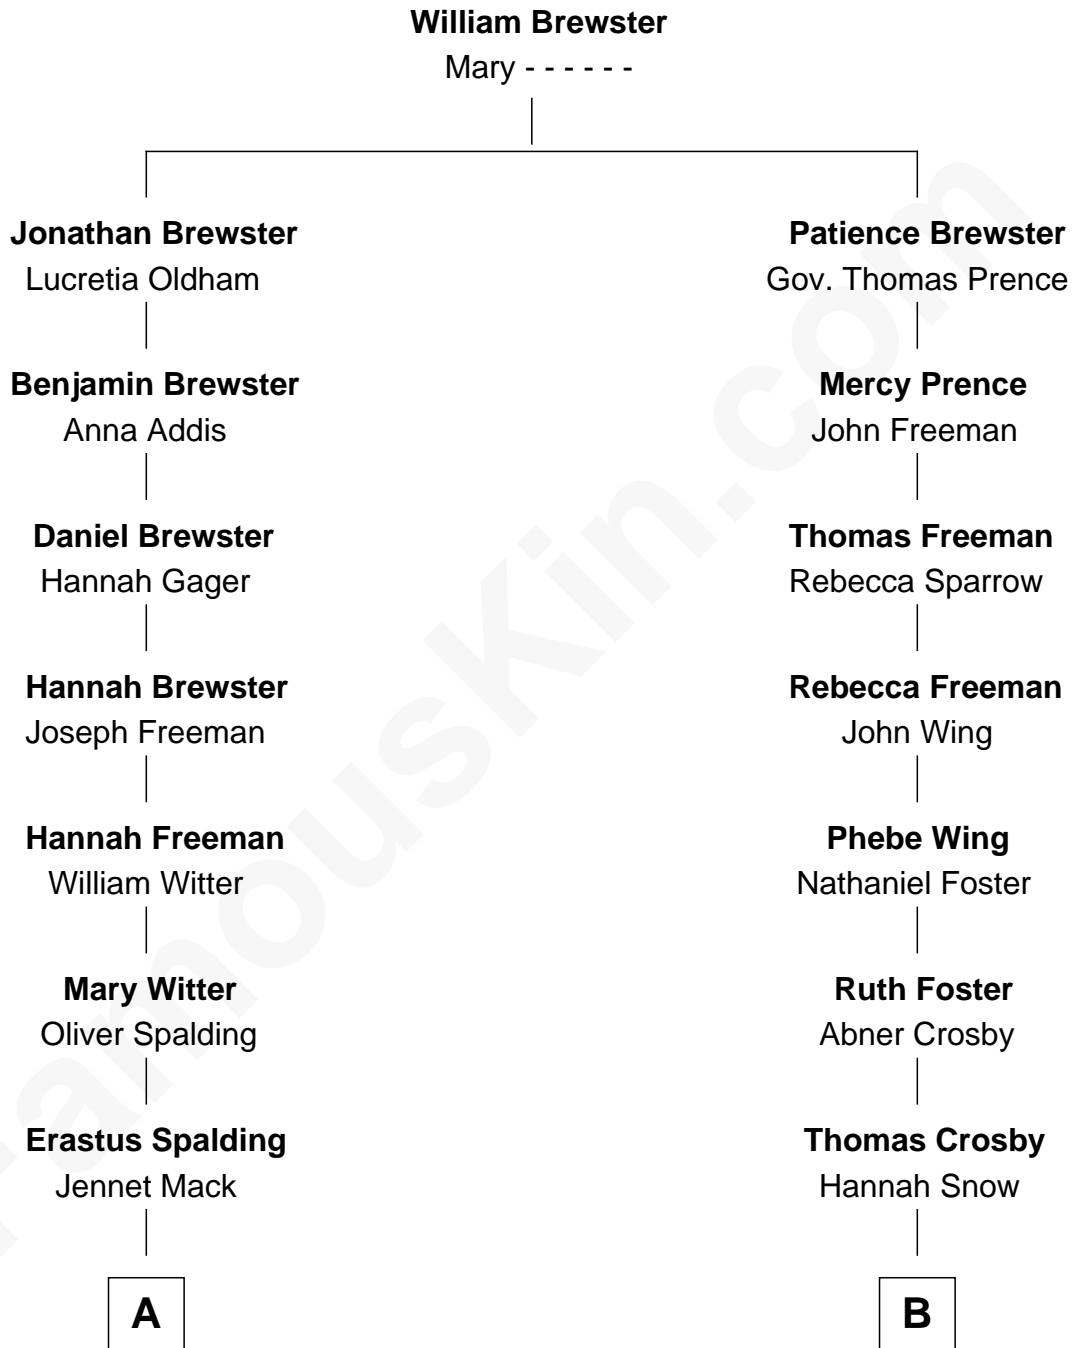 William Brewster
Mary - - - - - -
Jonathan Brewster
Lucretia Oldham
Patience Brewster
Gov. Thomas Prence
Benjamin Brewster
Anna Addis
Mercy Prence
John Freeman
Daniel Brewster
Hannah Gager
Thomas Freeman
Rebecca Sparrow
Hannah Brewster
Joseph Freeman
Rebecca Freeman
John Wing
Hannah Freeman
William Witter
Phebe Wing
Nathaniel Foster
Mary Witter
Oliver Spalding
Ruth Foster
Abner Crosby
Erastus Spalding
Jennet Mack
Thomas Crosby
Hannah Snow
A
B
FamousKin.com